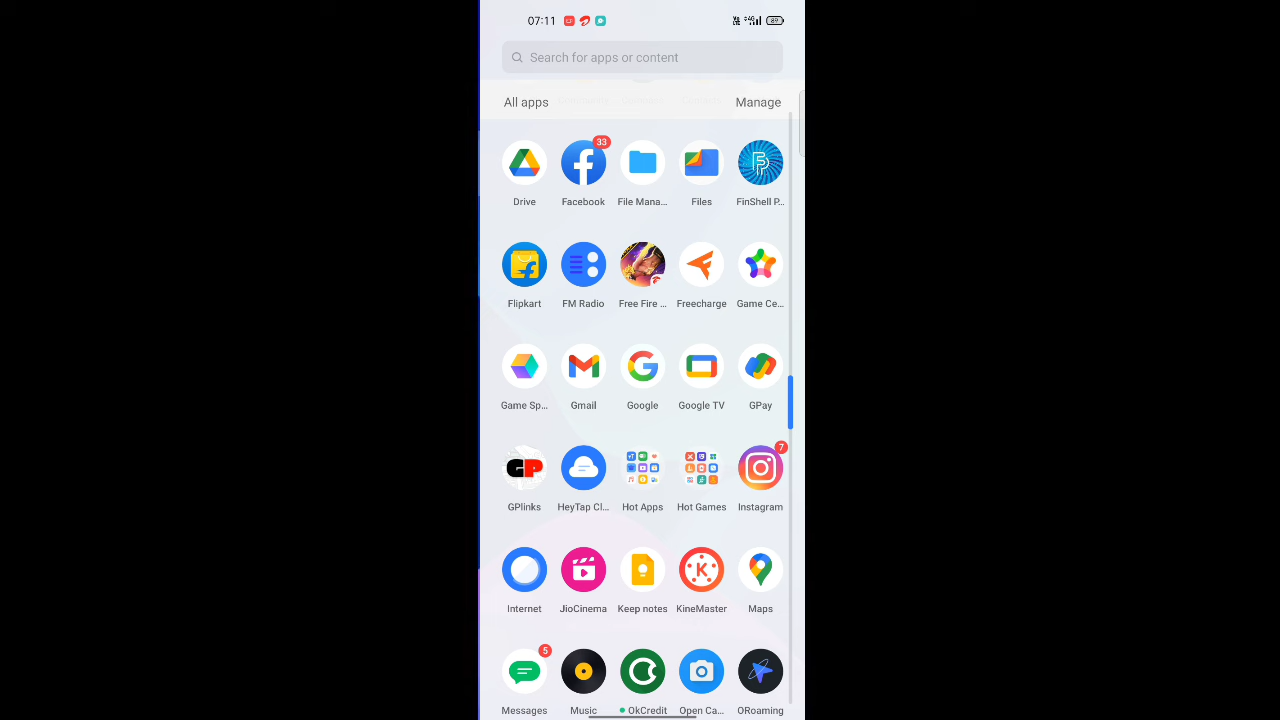 07:11
89
Search for apps or content
All apps Manage
33
Drive Facebook File Mana... Files FinShell P...
Flipkart FM Radio Free Fire ... Freecharge Game Ce...
Game Sp... Gmail Google Google TV GPay
GP
7
GPlinks HeyTap Cl... Hot Apps Hot Games Instagram
K
Internet JioCinema Keep notes KineMaster Maps
5
Messages Music OkCredit Open Ca... ORoaming